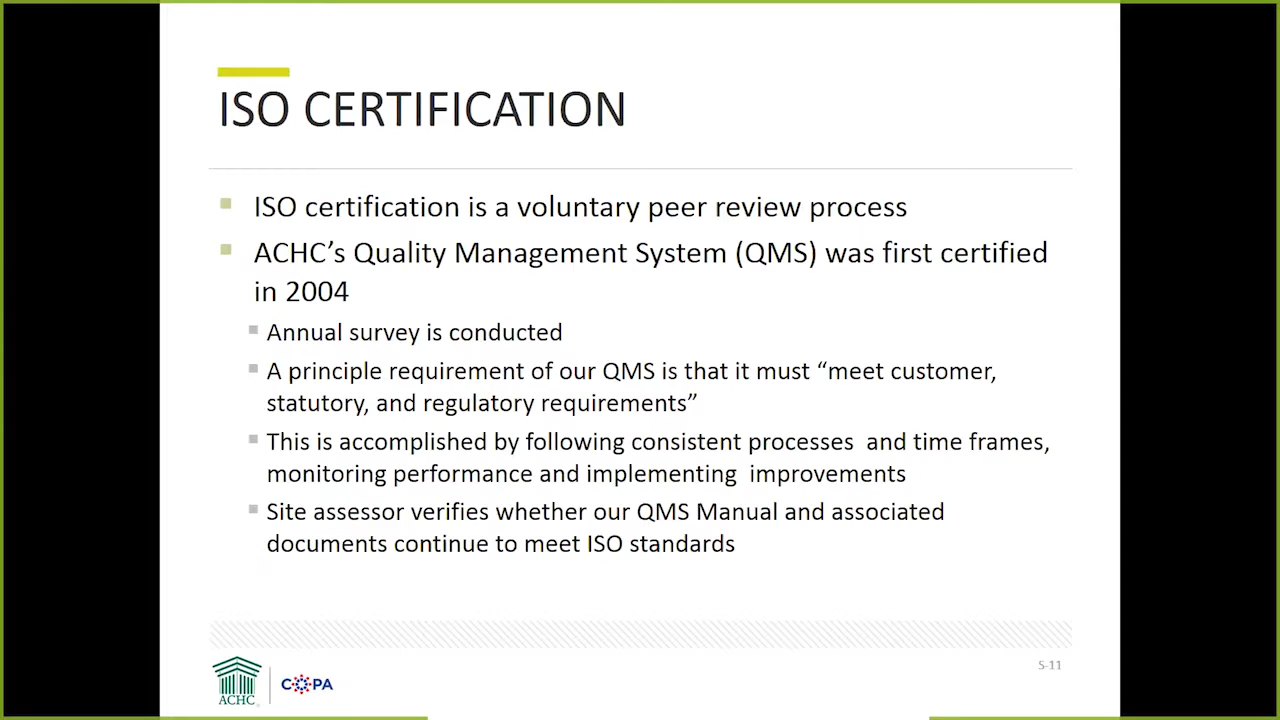 ISO CERTIFICATION
ISO certification is a voluntary peer review process
ACHC’s Quality Management System (QMS) was first certified
in 2004
Annual survey is conducted
A principle requirement of our QMS is that it must “meet customer,
statutory, and regulatory requirements”
This is accomplished by following consistent processes  and time frames,
monitoring performance and implementing  improvements
Site assessor verifies whether our QMS Manual and associated
documents continue to meet ISO standards
S-11
ACHC
COPA